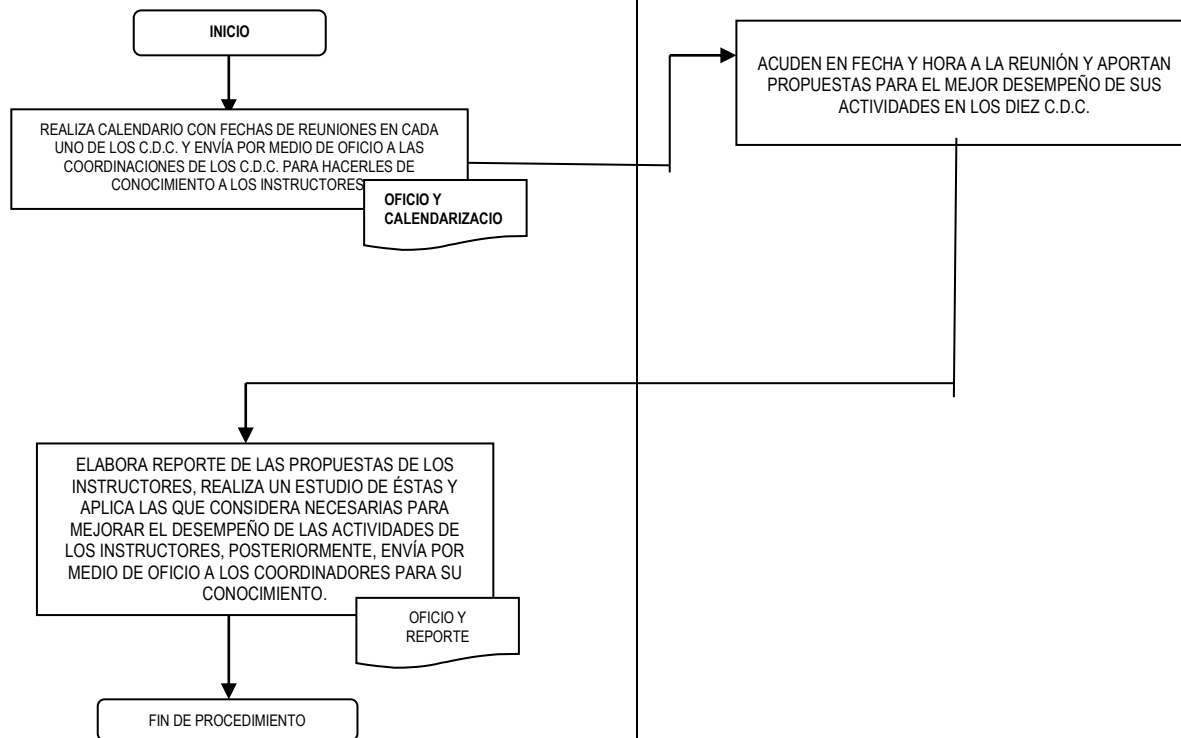 INICIO
REALIZA CALENDARIO CON FECHAS DE REUNIONES EN CADA
UNO DE LOS C.D.C. Y ENVÍA POR MEDIO DE OFICIO A LAS
COORDINACIONES DE LOS C.D.C. PARA HACERLES DE
CONOCIMIENTO A LOS INSTRUCTORES
OFICIO Y
CALENDARIZACIO
ACUDEN EN FECHA Y HORA A LA REUNIÓN Y APORTAN
PROPUESTAS PARA EL MEJOR DESEMPEÑO DE SUS
ACTIVIDADES EN LOS DIEZ C.D.C.
ELABORA REPORTE DE LAS PROPUESTAS DE LOS
INSTRUCTORES, REALIZA UN ESTUDIO DE ÉSTAS Y
APLICA LAS QUE CONSIDERA NECESARIAS PARA
MEJORAR EL DESEMPEÑO DE LAS ACTIVIDADES DE
LOS INSTRUCTORES, POSTERIORMENTE, ENVÍA POR
MEDIO DE OFICIO A LOS COORDINADORES PARA SU
CONOCIMIENTO.
OFICIO Y
REPORTE
FIN DE PROCEDIMIENTO